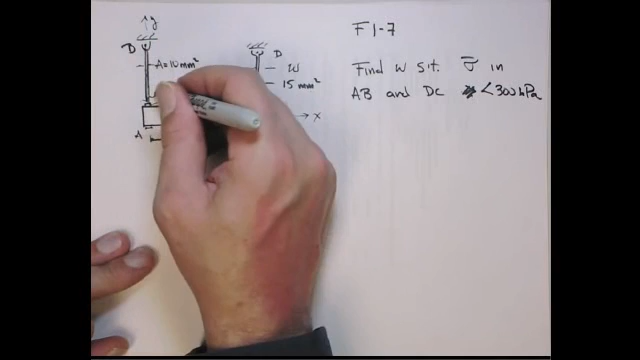 F1-7
Find w s.t. σ in
AB and DC < 300 kPa
y
B
A = 10 mm²
D
W
15 mm²
x
A